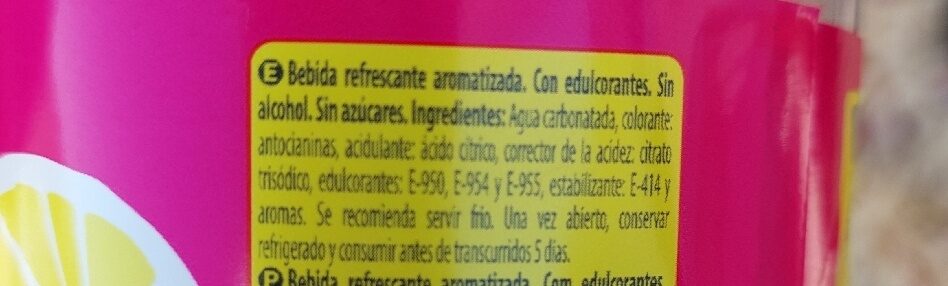 E Bebida refrescante aromatizada. Con edulcorantes. Sin
alcohol. Sin azúcares. Ingredientes: Agua carbonatada, colorante:
antocianinas, acidulante: ácido cítrico, corrector de la acidez: citrato
trisódico, edulcorantes: E-950, E-954 y E-955, estabilizante: E-414 y
aromas. Se recomienda servir frío. Una vez abierto, conservar
refrigerado y consumir antes de transcurridos 5 días.
P Bebida refrescante aromatizada. Com edulcorantes.